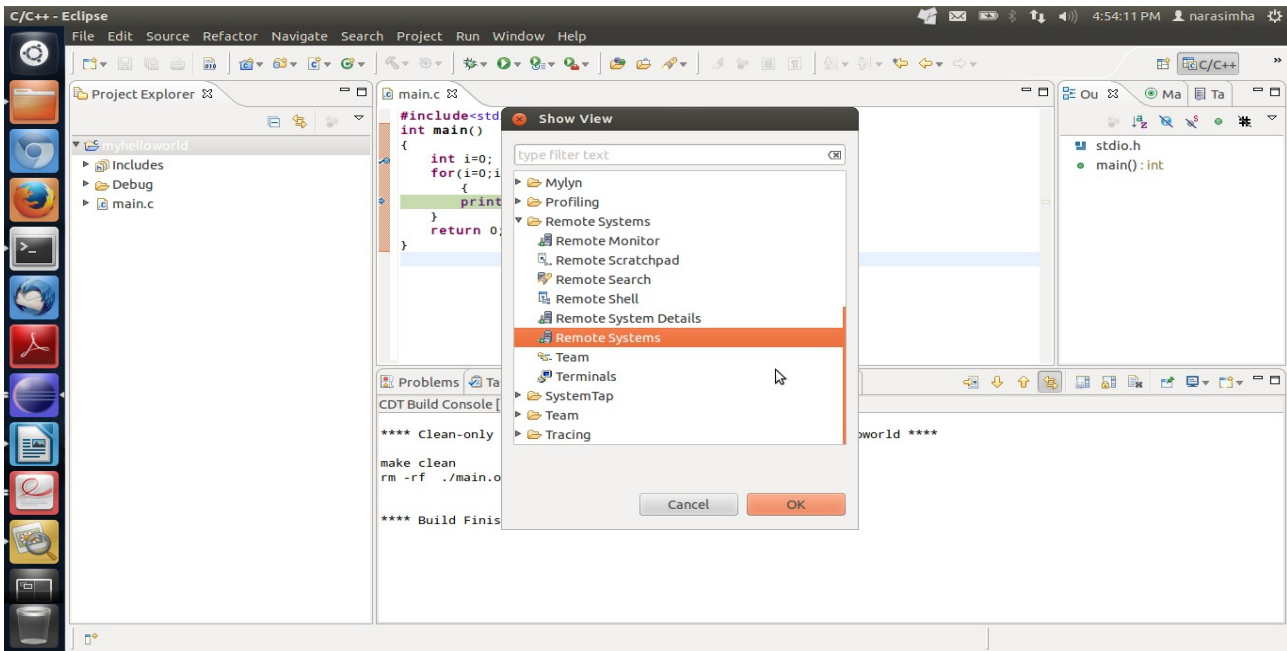 C/C++ - Eclipse
4:54:11 PM narasimha
File Edit Source Refactor Navigate Search Project Run Window Help
C/C++
Project Explorer
myhelloworld
Includes
Debug
main.c
main.c
#include<std
int main()
{
int i=0;
for(i=0;i
{
print
}
return 0;
}
Show View
type filter text
Mylyn
Profiling
Remote Systems
Remote Monitor
Remote Scratchpad
Remote Search
Remote Shell
Remote System Details
Remote Systems
Team
Terminals
SystemTap
Team
Tracing
Cancel
OK
Ou
Ma
Ta
stdio.h
main() : int
Problems
Ta
CDT Build Console [
**** Clean-only
oworld ****
make clean
rm -rf ./main.o
**** Build Finis